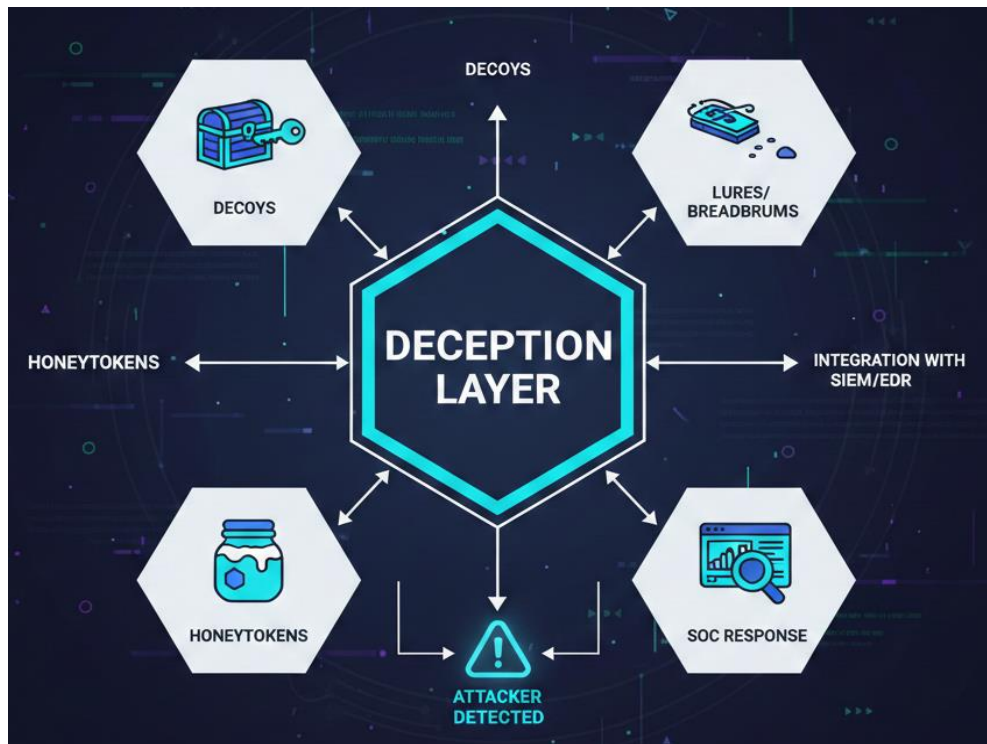 DECOYS
DECOYS
LURES/
BREADBRUMS
HONEYTOKENS
DECEPTION
LAYER
INTEGRATION WITH
SIEM/EDR
HONEYTOKENS
SOC RESPONSE
ATTACKER
DETECTED